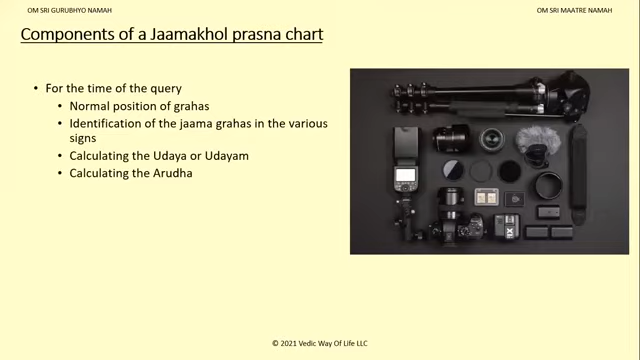 OM SRI GURUBHYO NAMAH
OM SRI MAATRE NAMAH
Components of a Jaamakhol prasna chart
• For the time of the query
• Normal position of grahas
• Identification of the jaama grahas in the various
signs
• Calculating the Udaya or Udayam
• Calculating the Arudha
© 2021 Vedic Way Of Life LLC